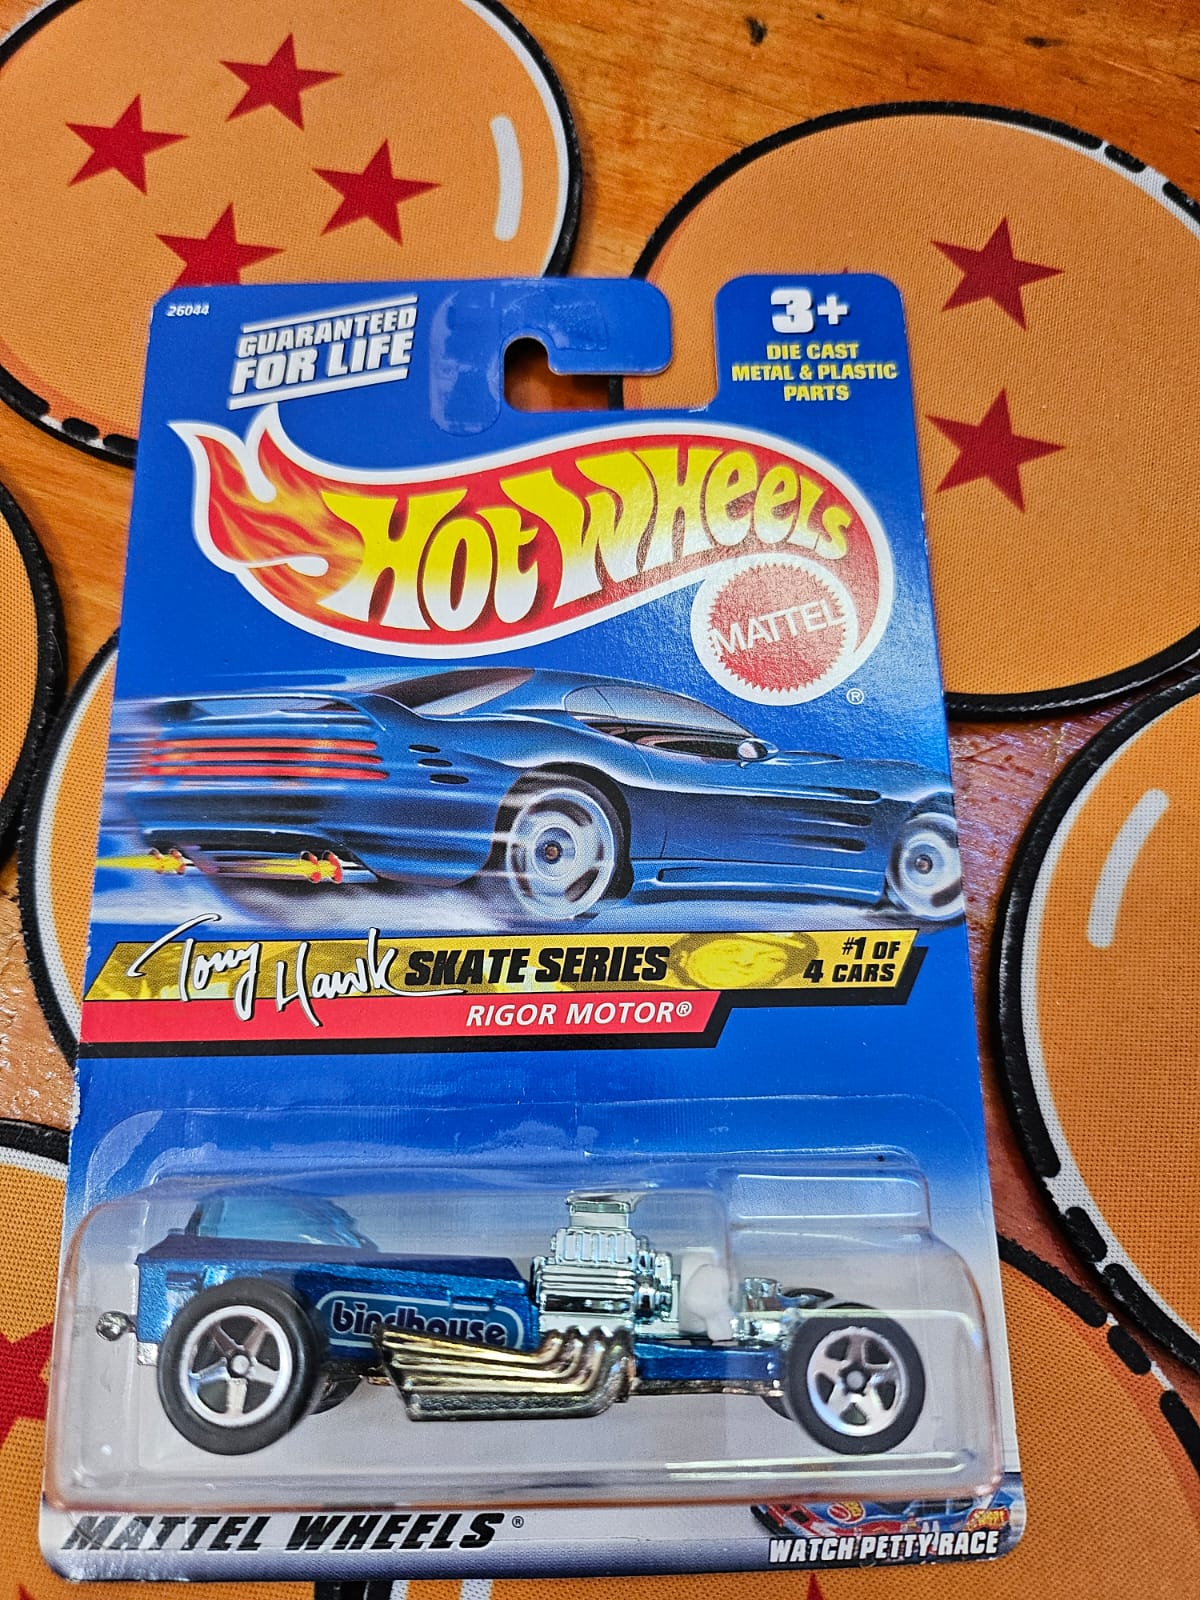 26044
GUARANTEED
FOR LIFE
3+
DIE CAST
METAL & PLASTIC
PARTS
HOT WHEELS
MATTEL
®
Tony Hawk SKATE SERIES
#1 OF
4 CARS
RIGOR MOTOR®
birdhouse
MATTEL WHEELS®
WATCH PETTY RACE